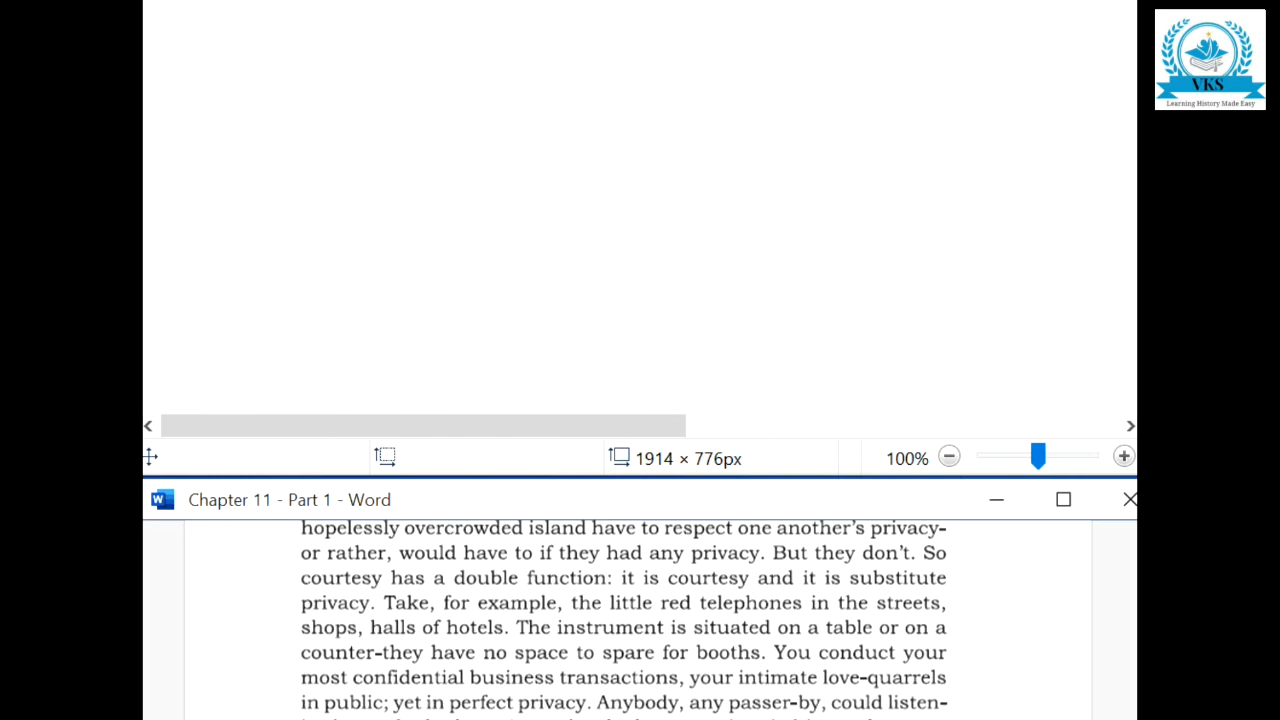 VKS
Learning History Made Easy
1914 × 776px
100%
Chapter 11 - Part 1 - Word
hopelessly overcrowded island have to respect one another's privacy-
or rather, would have to if they had any privacy. But they don't. So
courtesy has a double function: it is courtesy and it is substitute
privacy. Take, for example, the little red telephones in the streets,
shops, halls of hotels. The instrument is situated on a table or on a
counter-they have no space to spare for booths. You conduct your
most confidential business transactions, your intimate love-quarrels
in public; yet in perfect privacy. Anybody, any passer-by, could listen-